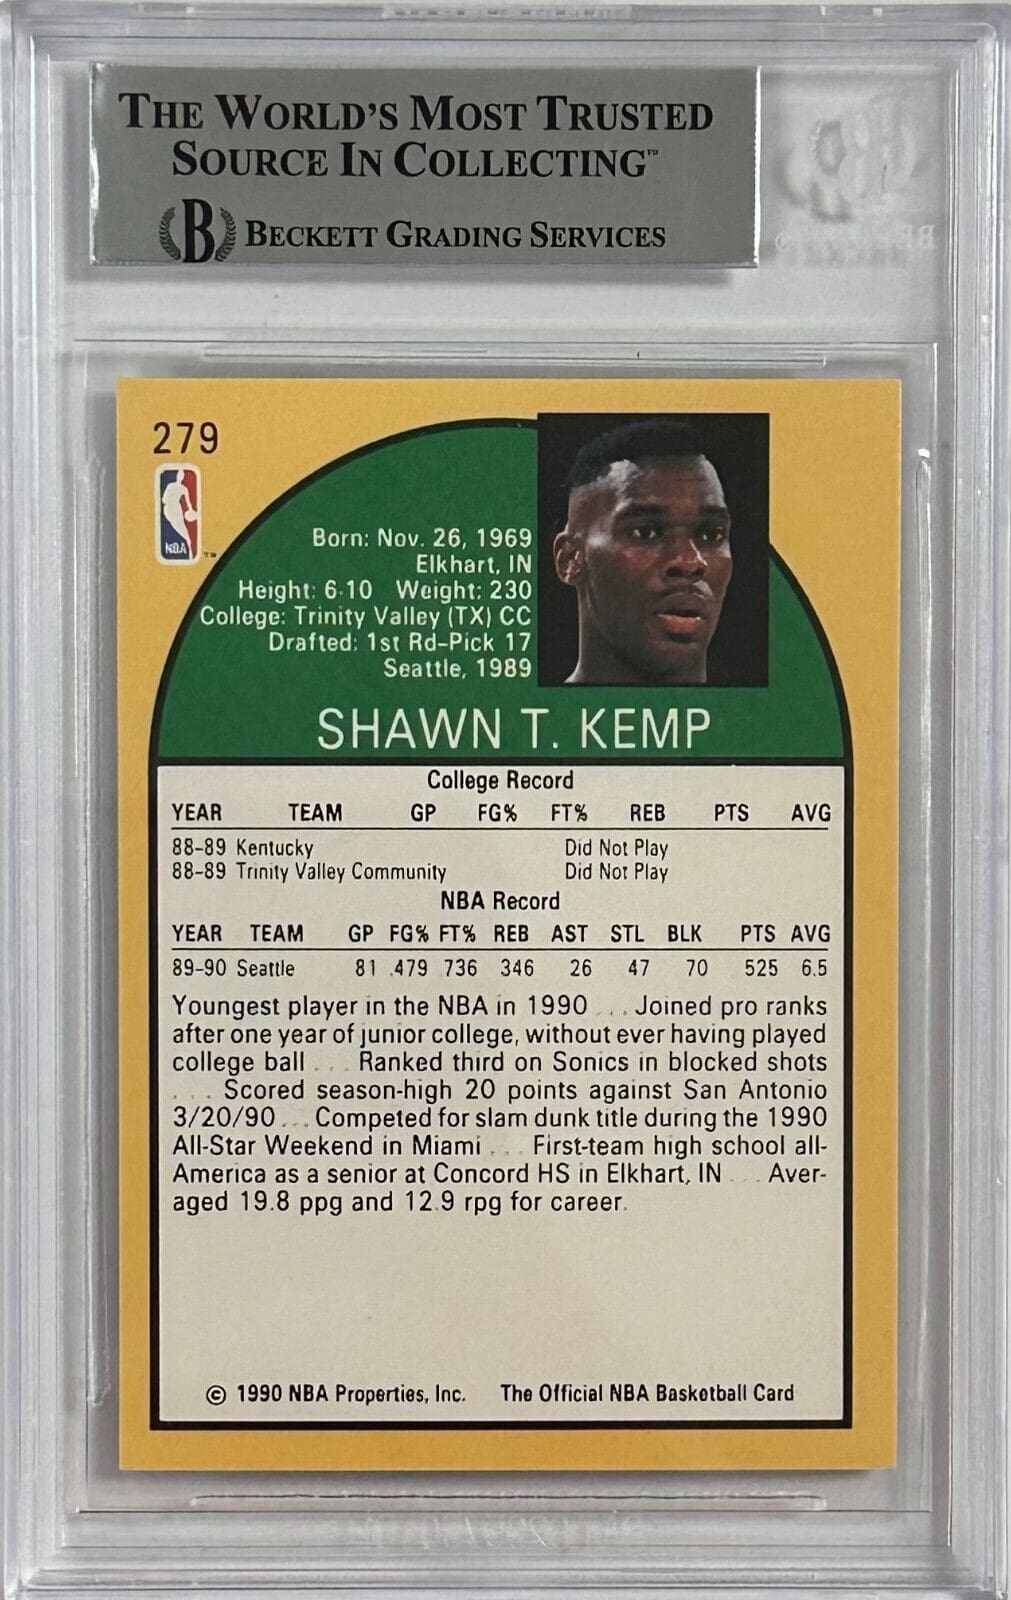 THE WORLD'S MOST TRUSTED
SOURCE IN COLLECTING™
B BECKETT GRADING SERVICES
279
NBA
TM
Born: Nov. 26, 1969
Elkhart, IN
Height: 6-10 Weight: 230
College: Trinity Valley (TX) CC
Drafted: 1st Rd-Pick 17
Seattle, 1989
SHAWN T. KEMP
College Record
YEAR TEAM GP FG% FT% REB PTS AVG
88-89 Kentucky Did Not Play
88-89 Trinity Valley Community Did Not Play
NBA Record
YEAR TEAM GP FG% FT% REB AST STL BLK PTS AVG
89-90 Seattle 81 .479 .736 346 26 47 70 525 6.5
Youngest player in the NBA in 1990 ... Joined pro ranks
after one year of junior college, without ever having played
college ball ... Ranked third on Sonics in blocked shots
... Scored season-high 20 points against San Antonio
3/20/90 ... Competed for slam dunk title during the 1990
All-Star Weekend in Miami ... First-team high school all-
America as a senior at Concord HS in Elkhart, IN ... Aver-
aged 19.8 ppg and 12.9 rpg for career.
© 1990 NBA Properties, Inc. The Official NBA Basketball Card